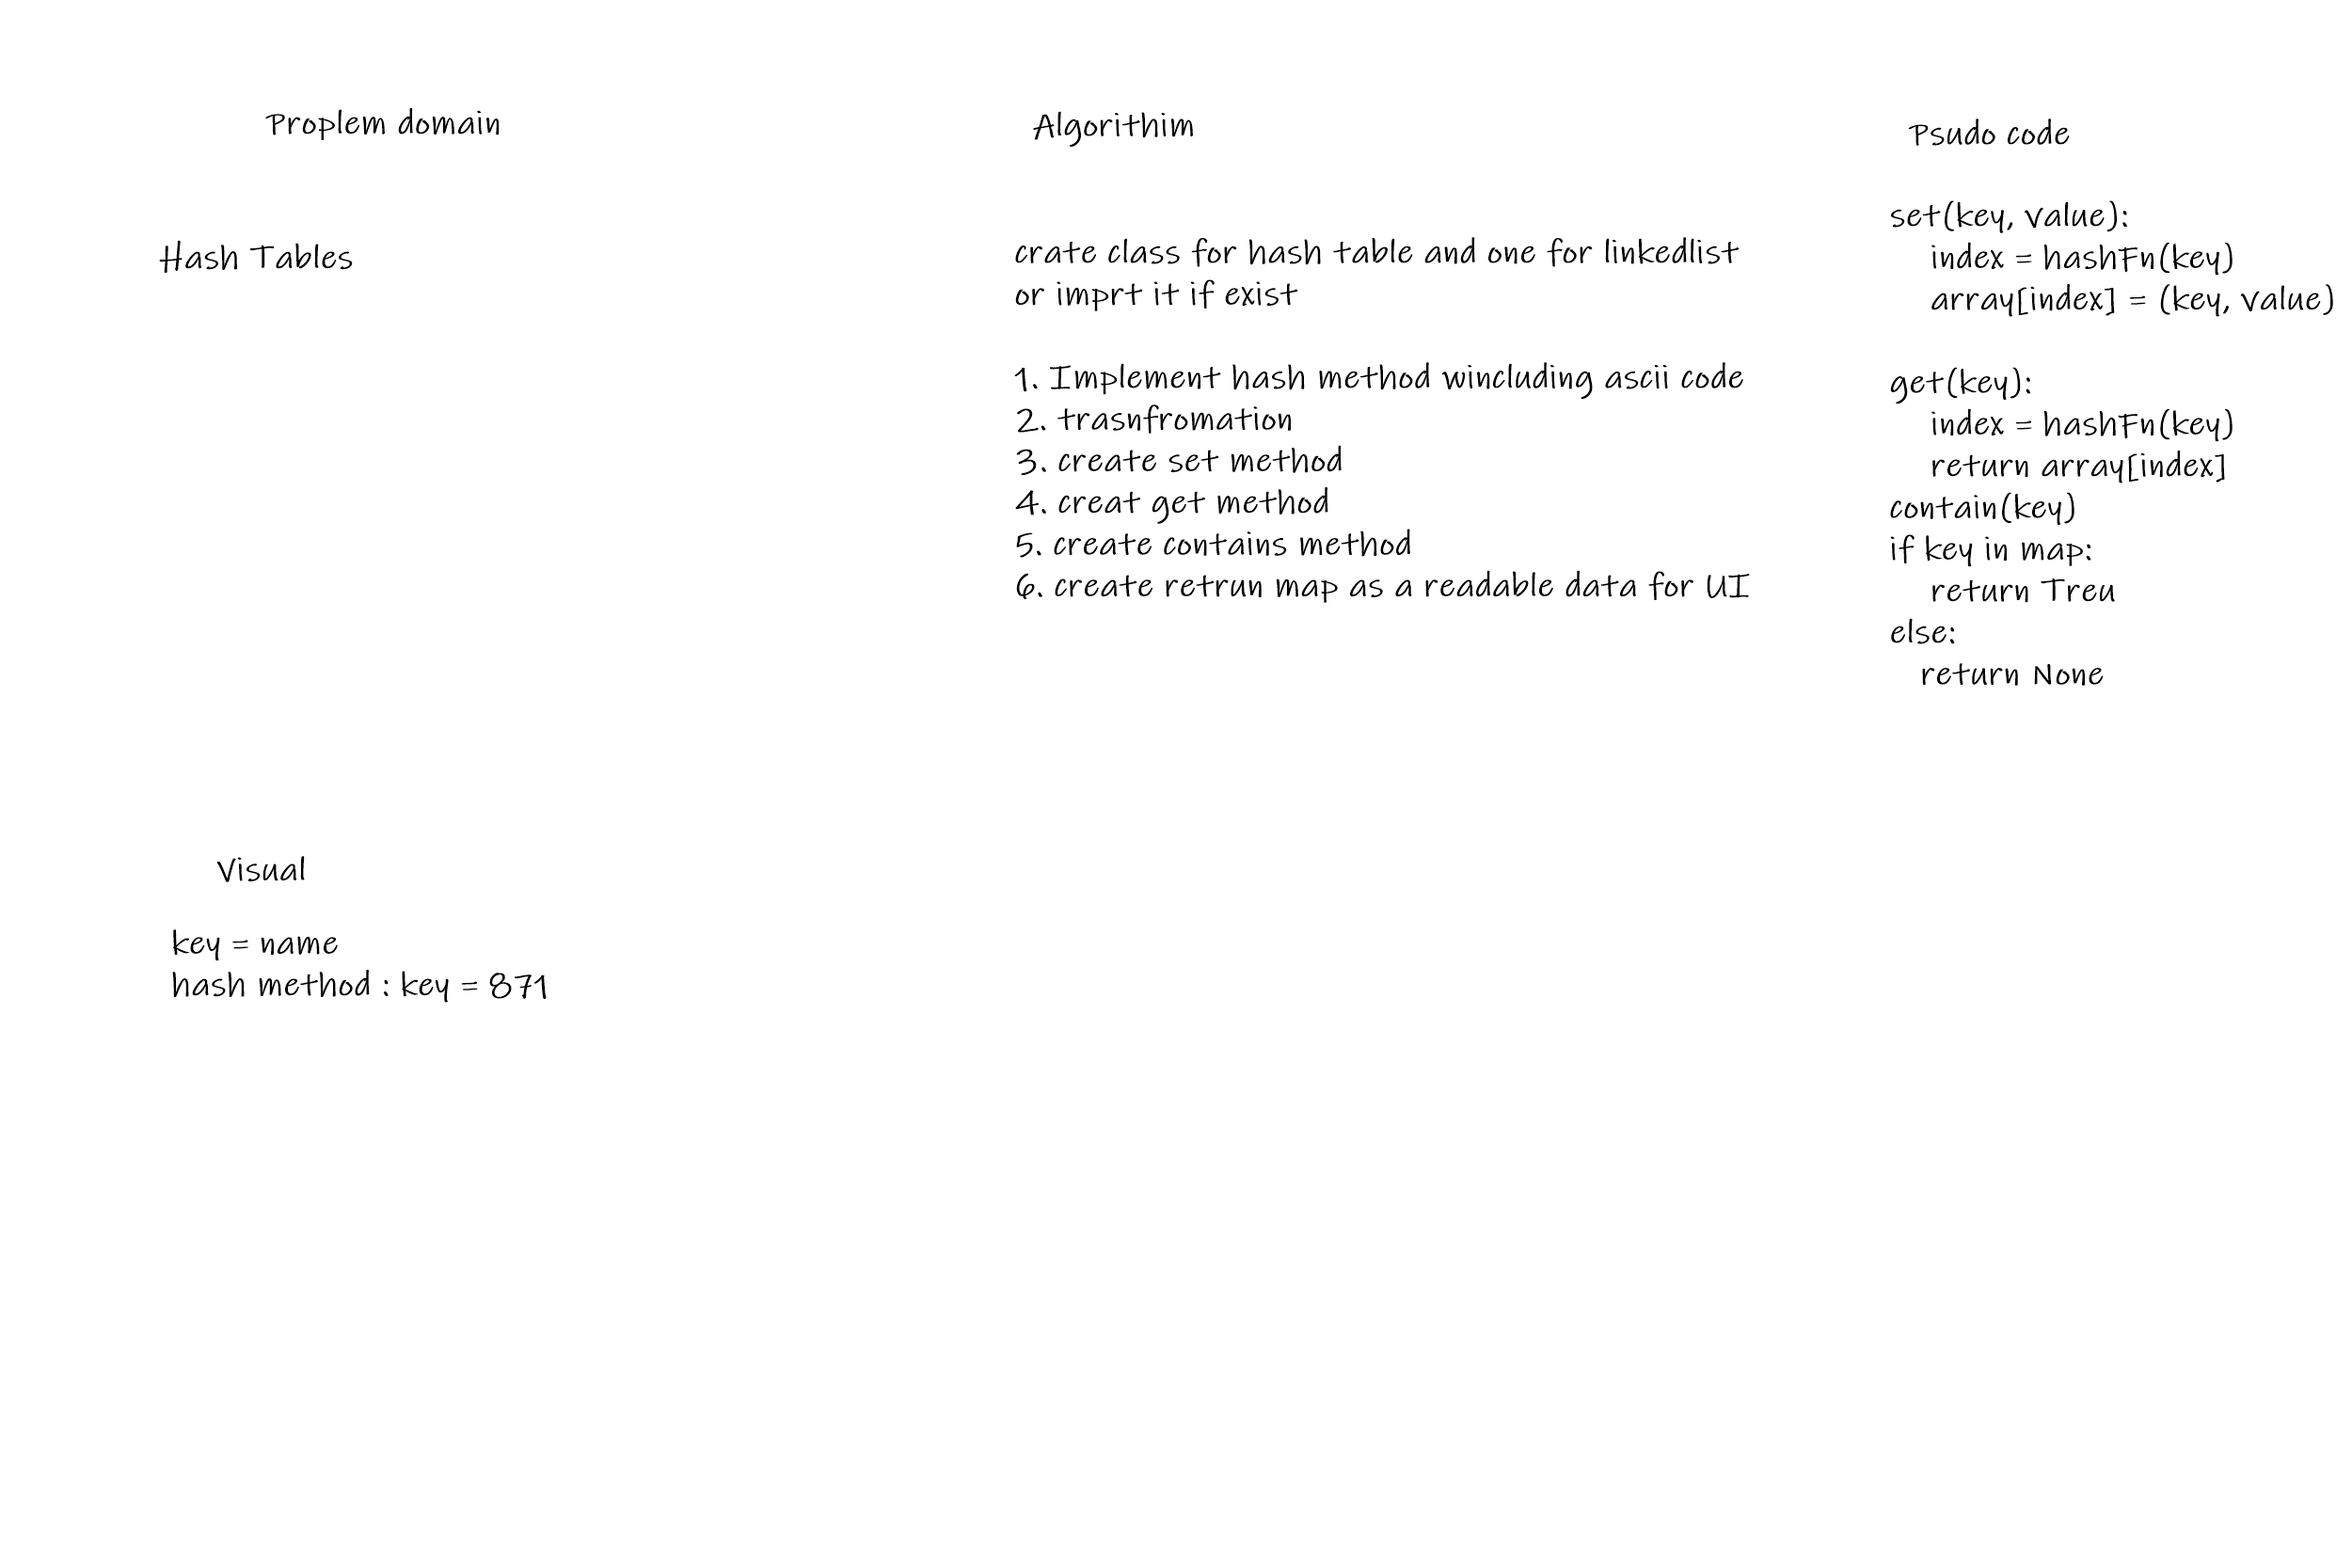 Proplem domain
Hash Tables
Algorithim
crate class for hash table and one for linkedlist
or imprt it if exist
1. Implement hash method wincluding ascii code
2. trasnfromation
3. create set method
4. creat get method
5. create contains method
6. create retrun map as a readable data for UI
Psudo code
set(key, value):
index = hashFn(key)
array[index] = (key, value)
get(key):
index = hashFn(key)
return array[index]
contain(key)
if key in map:
return Treu
else:
return None
Visual
key = name
hash method : key = 871